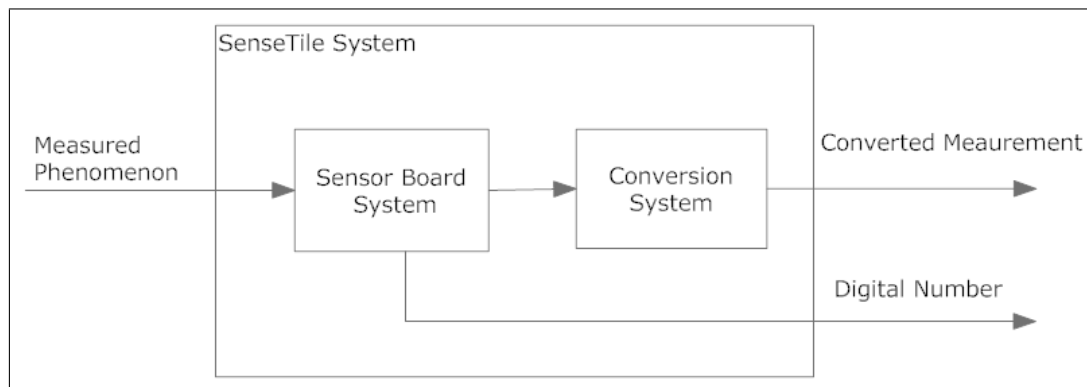 SenseTile System
Measured
Phenomenon
Sensor Board
System
Conversion
System
Converted Meaurement
Digital Number